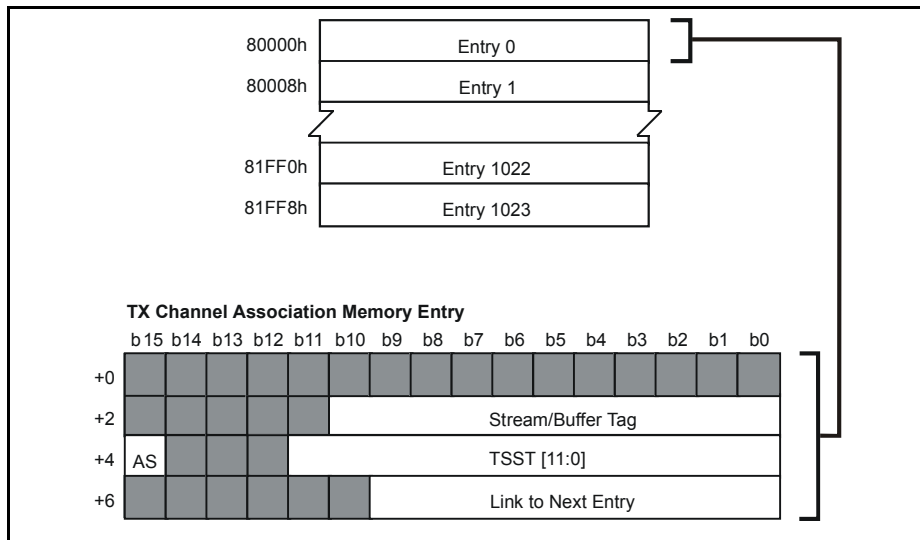 80000h Entry 0
80008h Entry 1
81FF0h Entry 1022
81FF8h Entry 1023
TX Channel Association Memory Entry
b15 b14 b13 b12 b11 b10 b9 b8 b7 b6 b5 b4 b3 b2 b1 b0
+0
+2 Stream/Buffer Tag
+4 AS TSST [11:0]
+6 Link to Next Entry